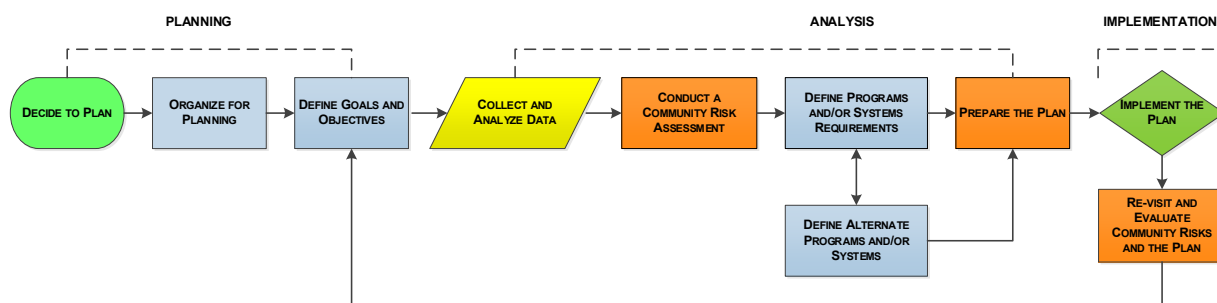 PLANNING
ANALYSIS
IMPLEMENTATION
DECIDE TO PLAN
ORGANIZE FOR
PLANNING
DEFINE GOALS AND
OBJECTIVES
COLLECT AND
ANALYZE DATA
CONDUCT A
COMMUNITY RISK
ASSESSMENT
DEFINE PROGRAMS
AND/OR SYSTEMS
REQUIREMENTS
PREPARE THE PLAN
IMPLEMENT THE
PLAN
DEFINE ALTERNATE
PROGRAMS AND/OR
SYSTEMS
RE-VISIT AND
EVALUATE
COMMUNITY RISKS
AND THE PLAN